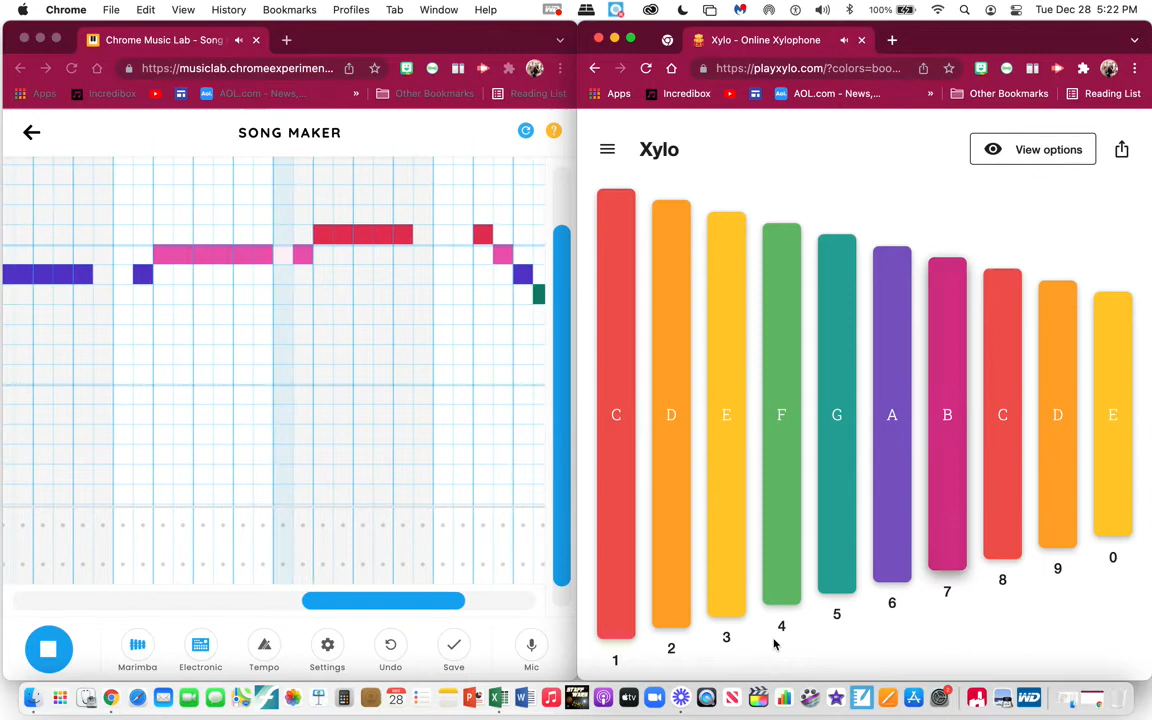 Chrome File Edit View History Bookmarks Profiles Tab Window Help 100% Tue Dec 28 5:22 PM
Chrome Music Lab - Song
https://musiclab.chromeexperimen...
Apps Incredibox AOL.com - News,... » Other Bookmarks Reading List
SONG MAKER
Marimba Electronic Tempo Settings Undo Save Mic
Xylo - Online Xylophone
https://playxylo.com/?colors=boo...
Apps Incredibox AOL.com - News,... » Other Bookmarks Reading List
Xylo View options
C D E F G A B C D E
1 2 3 4 5 6 7 8 9 0